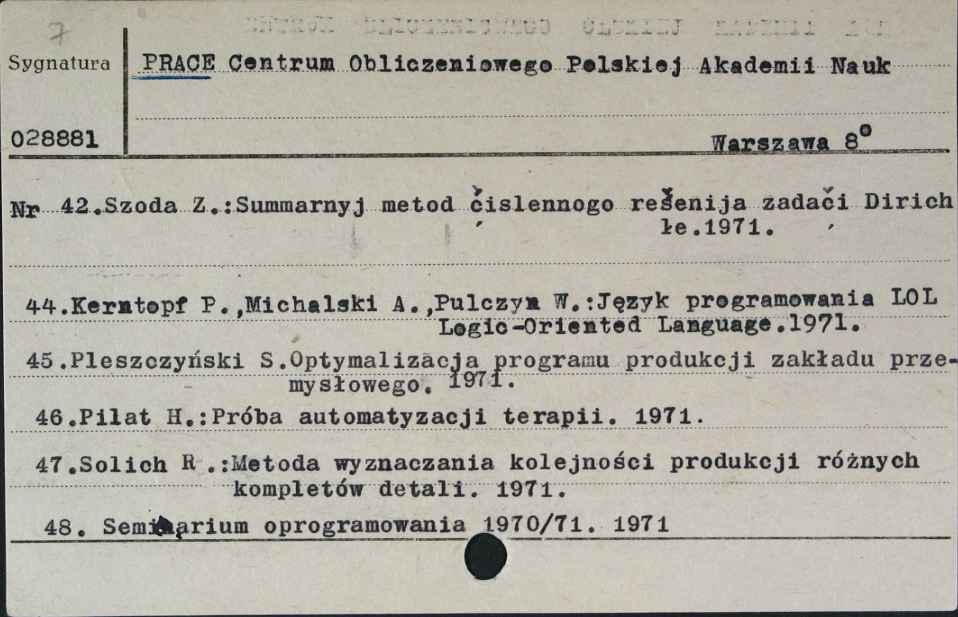 7
Sygnatura PRACE Centrum Obliczeniowego Polskiej Akademii Nauk
028881 Warszawa 8°
Nr 42.Szoda Z.:Summarnyj metod čislennogo rešenija zadači Dirich
łe.1971.
44.Kerntopf P.,Michalski A.,Pulczyn W.:Język programowania LOL
Logic-Oriented Language.1971.
45.Pleszczyński S.Optymalizacja programu produkcji zakładu prze-
mysłowego. 1971.
46.Pilat H.:Próba automatyzacji terapii. 1971.
47.Solich R .:Metoda wyznaczania kolejności produkcji różnych
kompletów detali. 1971.
48. Seminarium oprogramowania 1970/71. 1971